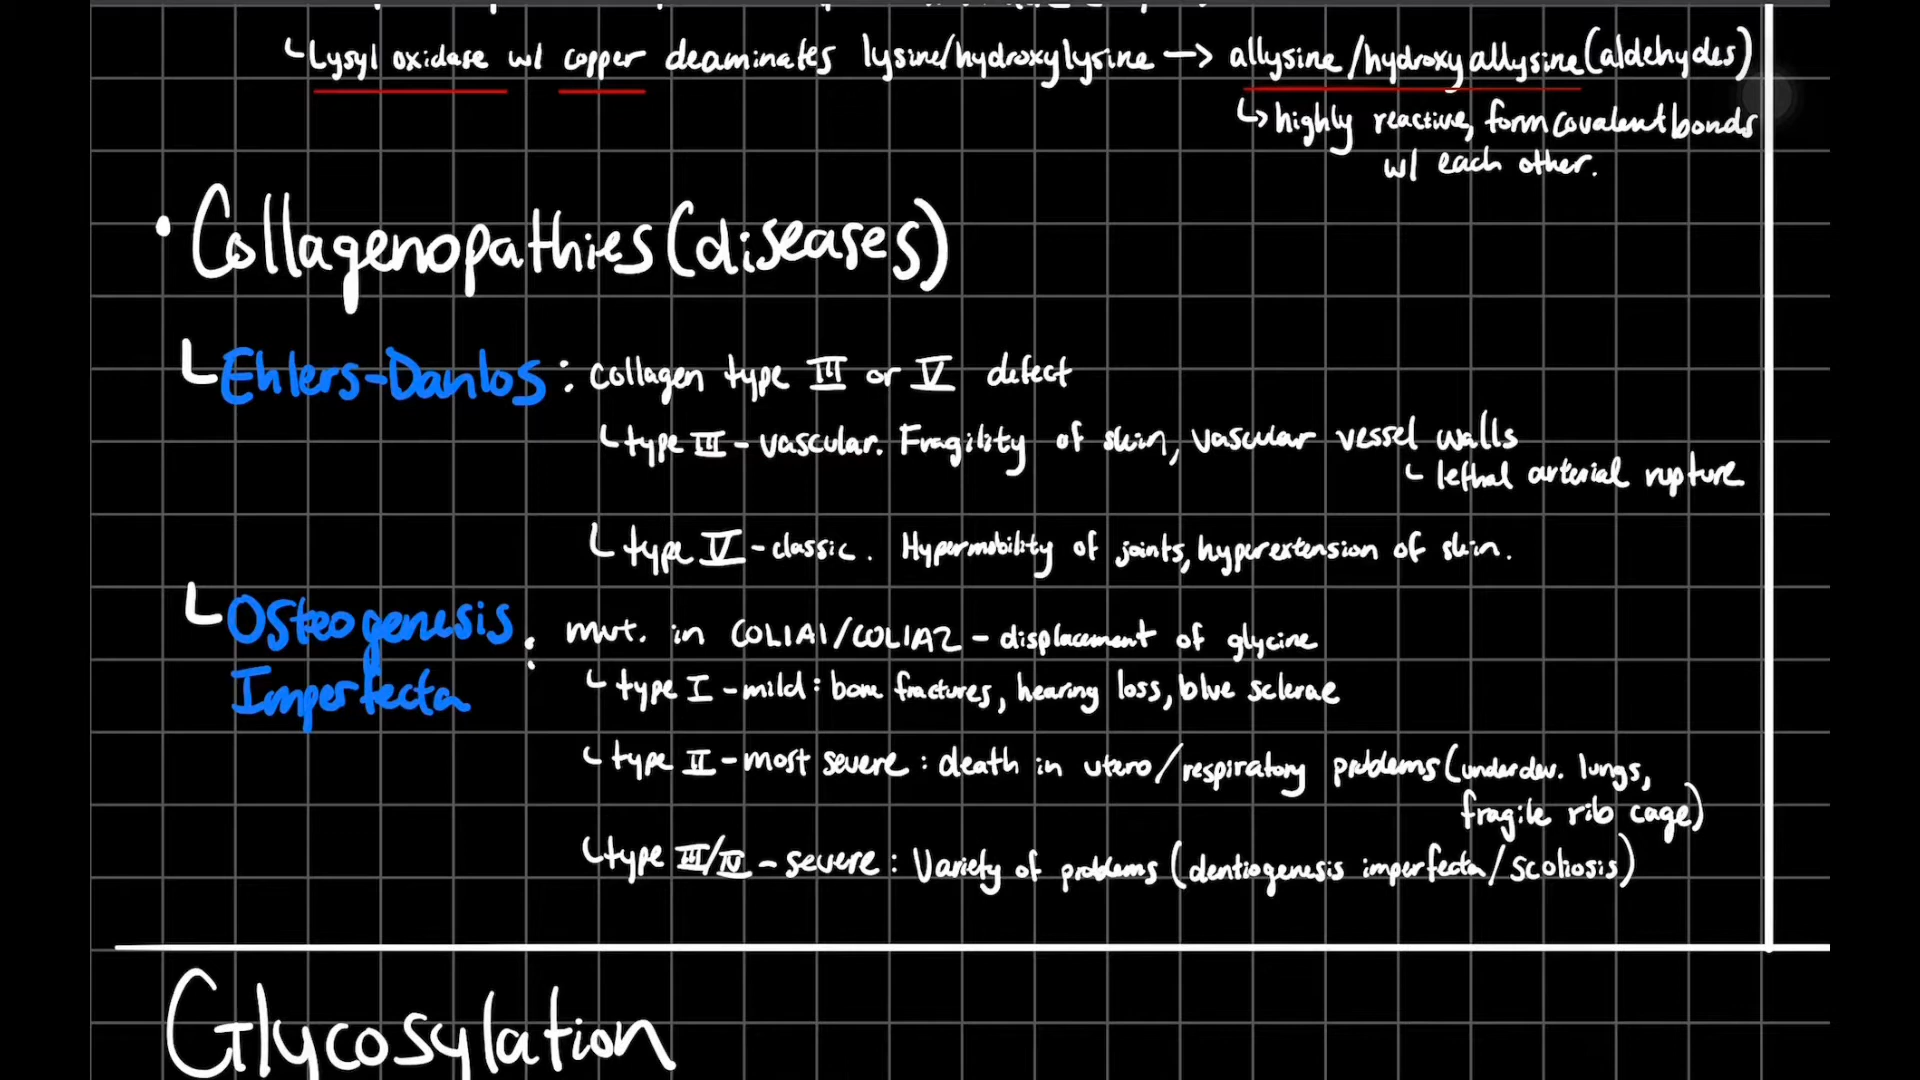 Lysyl oxidase w/ copper deaminates lysine/hydroxylysine → allysine/hydroxyallysine (aldehydes)
highly reactive, form covalent bonds
w/ each other.
• Collagenopathies (diseases)
Ehlers-Danlos : collagen type III or V defect
type III - vascular. Fragility of skin, vascular vessel walls
lethal arterial rupture
type V - classic. Hypermobility of joints, hyperextension of skin.
Osteogenesis Imperfecta : mut. in COL1A1/COL1A2 - displacement of glycine
type I - mild : bone fractures, hearing loss, blue sclerae
type II - most severe : death in utero/respiratory problems (underdev. lungs,
fragile rib cage)
type III/IV - severe : Variety of problems (dentiogenesis imperfecta/scoliosis)
Glycosylation